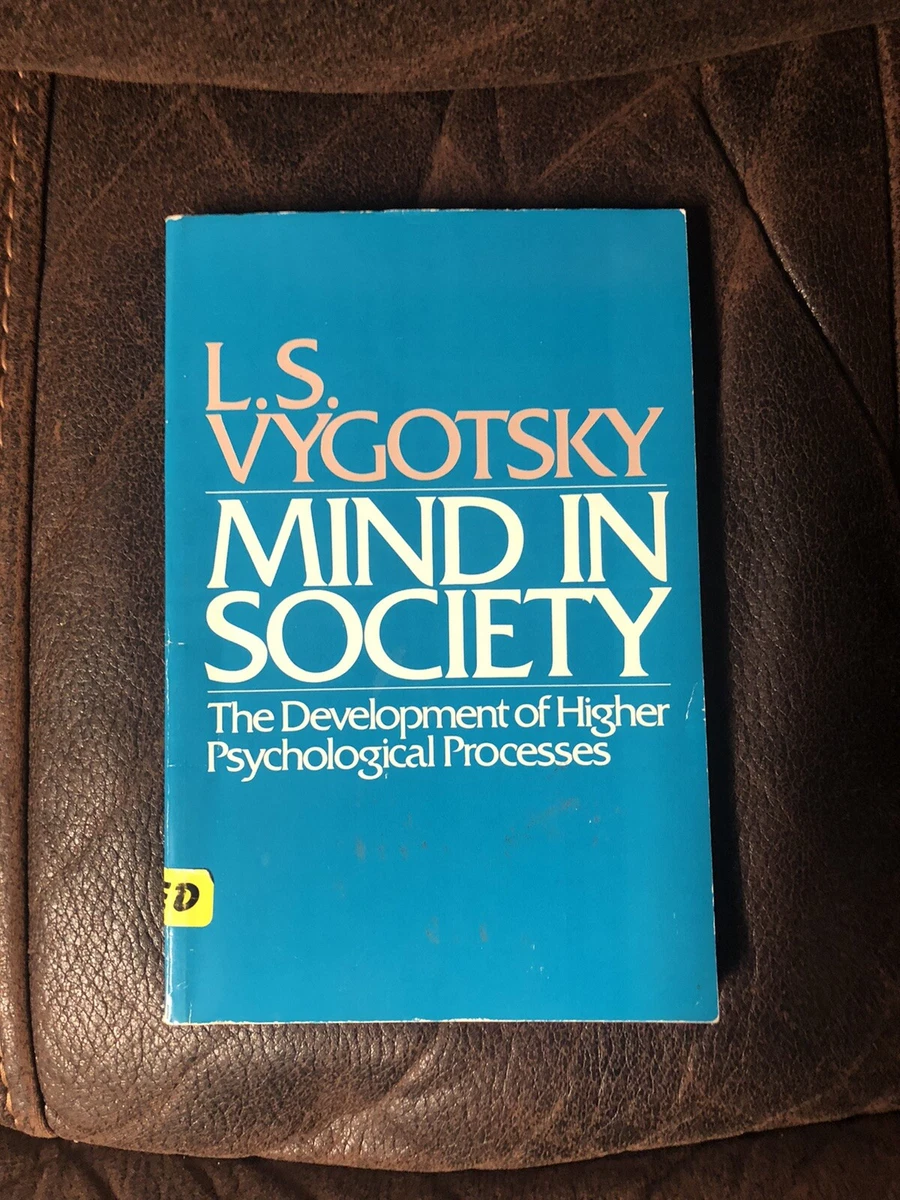 L.S.
VYGOTSKY
MIND IN
SOCIETY
The Development of Higher
Psychological Processes